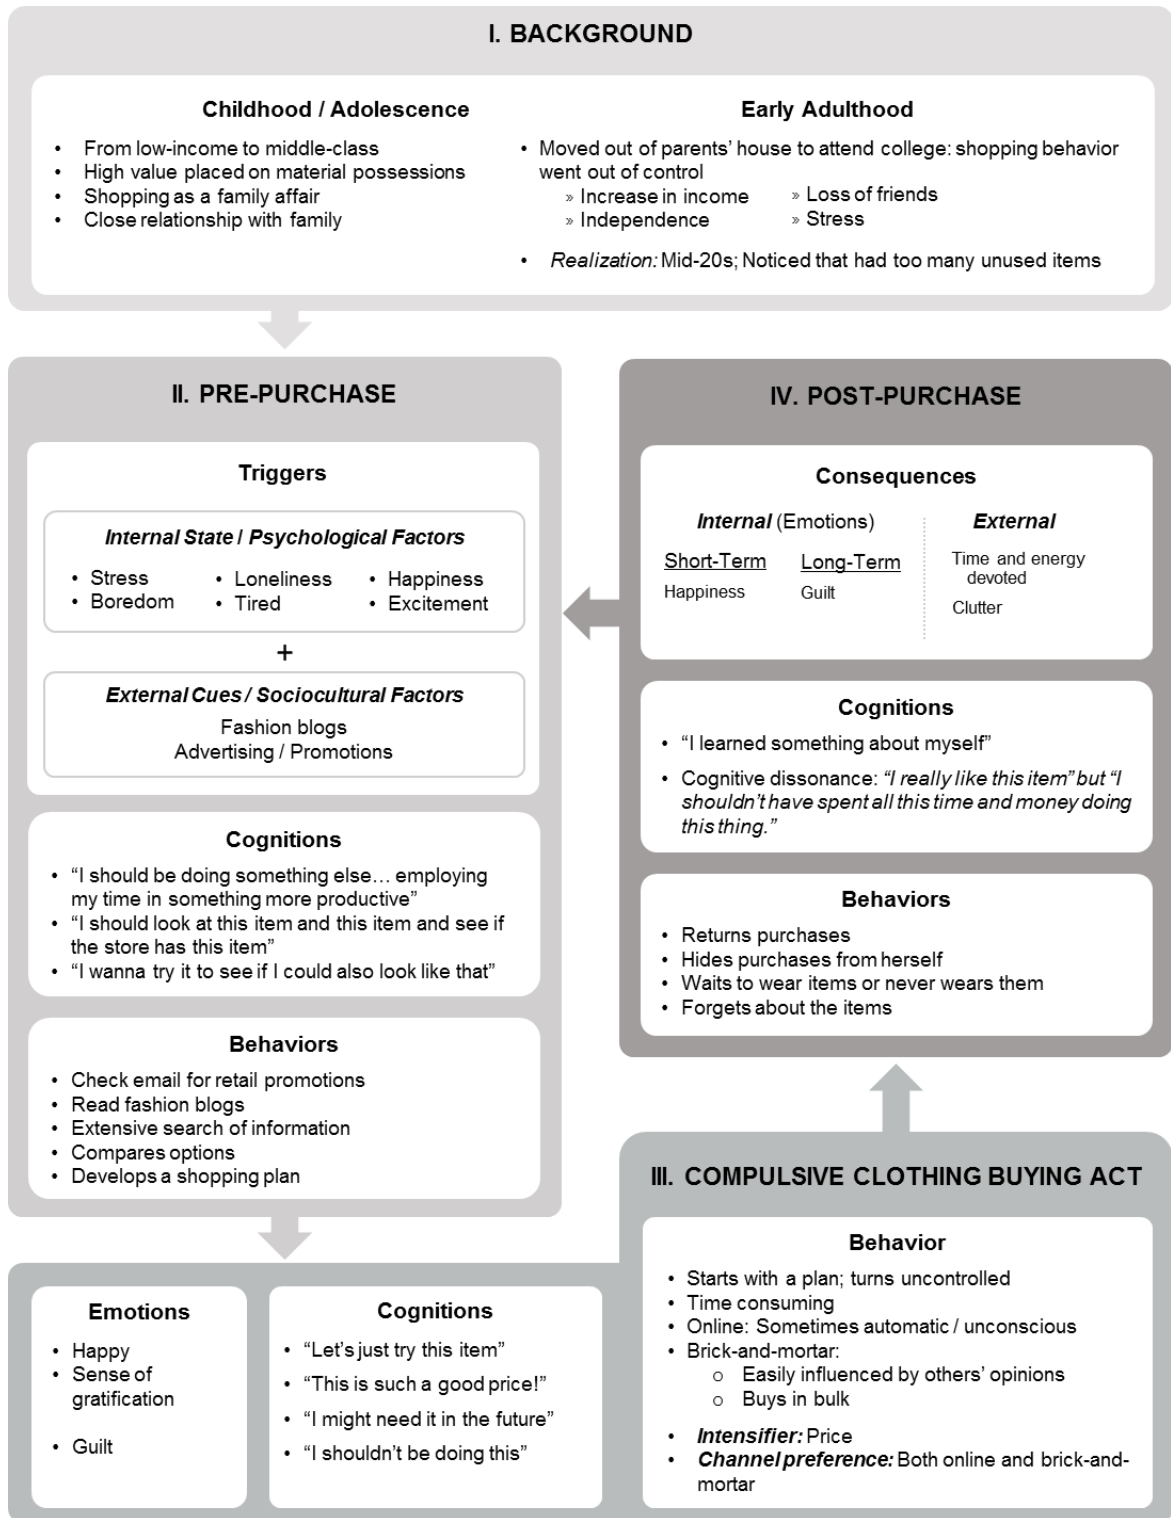 I. BACKGROUND
Childhood / Adolescence
• From low-income to middle-class
• High value placed on material possessions
• Shopping as a family affair
• Close relationship with family
Early Adulthood
• Moved out of parents' house to attend college: shopping behavior
went out of control
» Increase in income
» Independence
» Loss of friends
» Stress
• Realization: Mid-20s; Noticed that had too many unused items
II. PRE-PURCHASE
Triggers
Internal State / Psychological Factors
• Stress
• Boredom
• Loneliness
• Tired
• Happiness
• Excitement
+
External Cues / Sociocultural Factors
Fashion blogs
Advertising / Promotions
Cognitions
• “I should be doing something else… employing
my time in something more productive”
• “I should look at this item and this item and see if
the store has this item”
• “I wanna try it to see if I could also look like that”
Behaviors
• Check email for retail promotions
• Read fashion blogs
• Extensive search of information
• Compares options
• Develops a shopping plan
IV. POST-PURCHASE
Consequences
Internal (Emotions)
Short-Term
Happiness
Long-Term
Guilt
External
Time and energy
devoted
Clutter
Cognitions
• “I learned something about myself”
• Cognitive dissonance: “I really like this item” but “I
shouldn’t have spent all this time and money doing
this thing.”
Behaviors
• Returns purchases
• Hides purchases from herself
• Waits to wear items or never wears them
• Forgets about the items
III. COMPULSIVE CLOTHING BUYING ACT
Emotions
• Happy
• Sense of
gratification
• Guilt
Cognitions
• “Let’s just try this item”
• “This is such a good price!”
• “I might need it in the future”
• “I shouldn’t be doing this”
Behavior
• Starts with a plan; turns uncontrolled
• Time consuming
• Online: Sometimes automatic / unconscious
• Brick-and-mortar:
o Easily influenced by others’ opinions
o Buys in bulk
• Intensifier: Price
• Channel preference: Both online and brick-and-
mortar